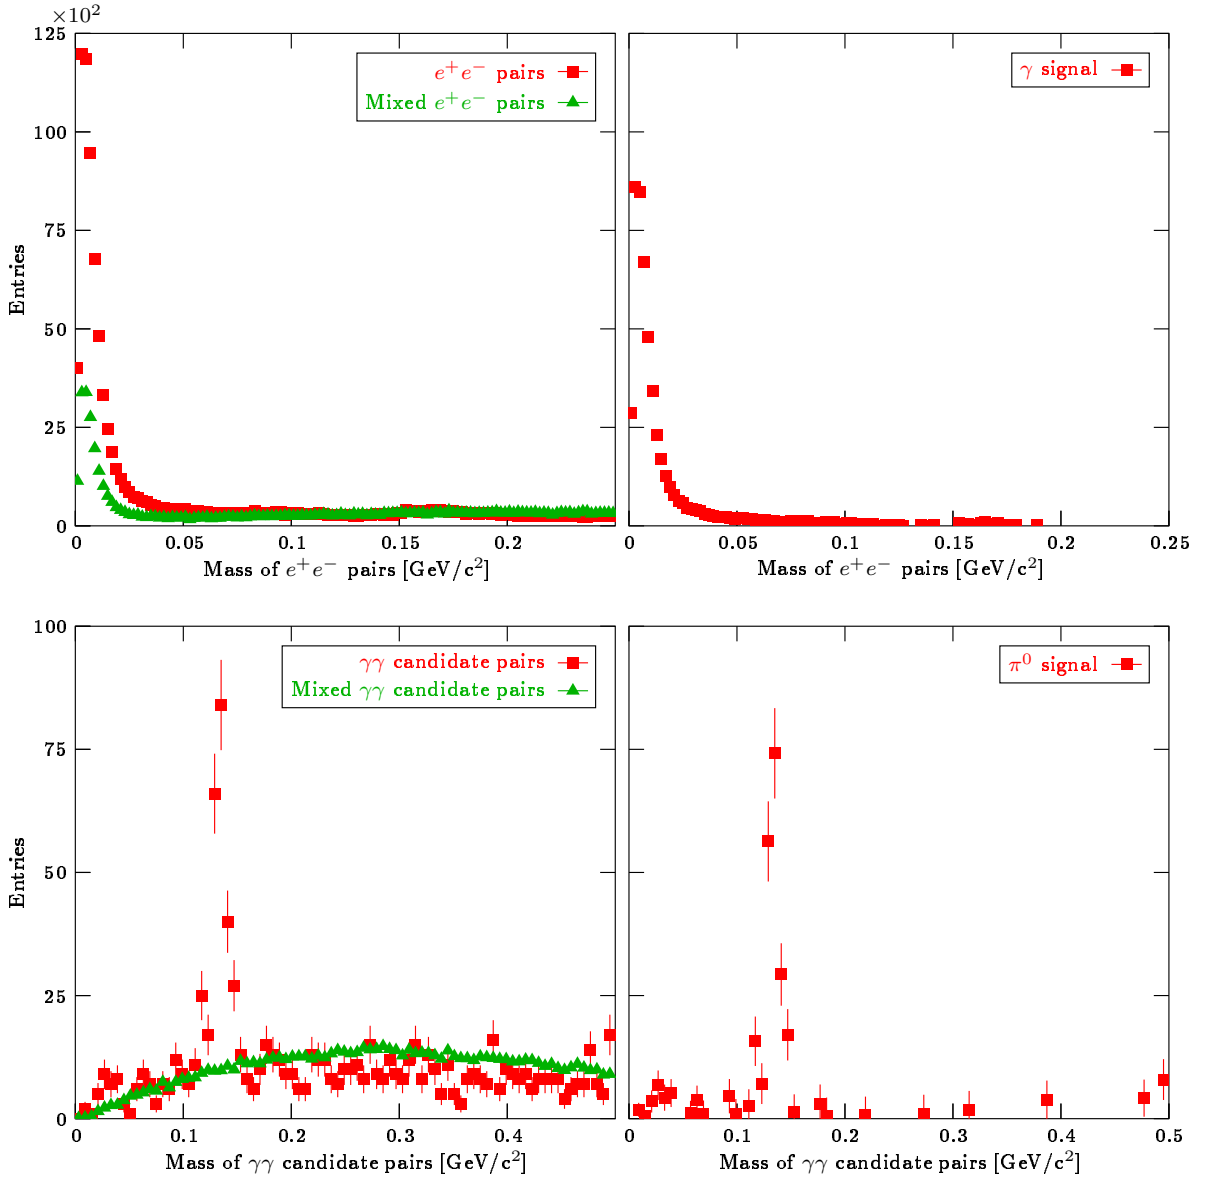 ×10²
125
100
75
50
25
0
Entries
e⁺e⁻ pairs
Mixed e⁺e⁻ pairs
0 0.05 0.1 0.15 0.2
Mass of e⁺e⁻ pairs [GeV/c²]
γ signal
0 0.05 0.1 0.15 0.2 0.25
Mass of e⁺e⁻ pairs [GeV/c²]
100
75
50
25
0
Entries
γγ candidate pairs
Mixed γγ candidate pairs
0 0.1 0.2 0.3 0.4
Mass of γγ candidate pairs [GeV/c²]
π⁰ signal
0 0.1 0.2 0.3 0.4 0.5
Mass of γγ candidate pairs [GeV/c²]